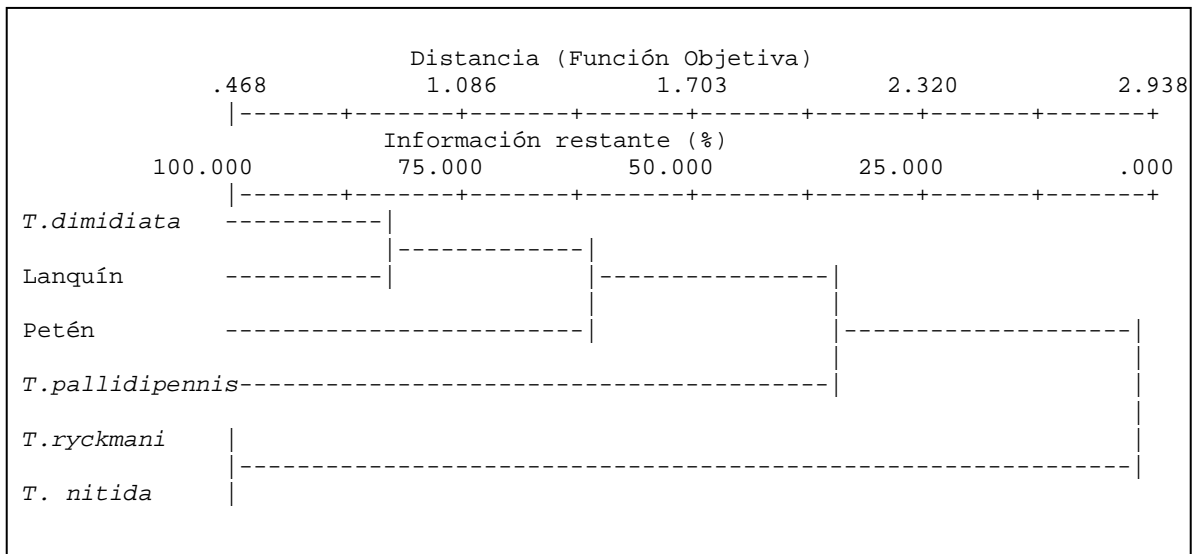 Distancia (Función Objetiva)
.468 1.086 1.703 2.320 2.938
|-------+-------+-------+-------+-------+-------+-------+-------+
Información restante (%)
100.000 75.000 50.000 25.000 .000
|-------+-------+-------+-------+-------+-------+-------+-------+
T.dimidiata
Lanquín
Petén
T.pallidipennis
T.ryckmani
T. nitida